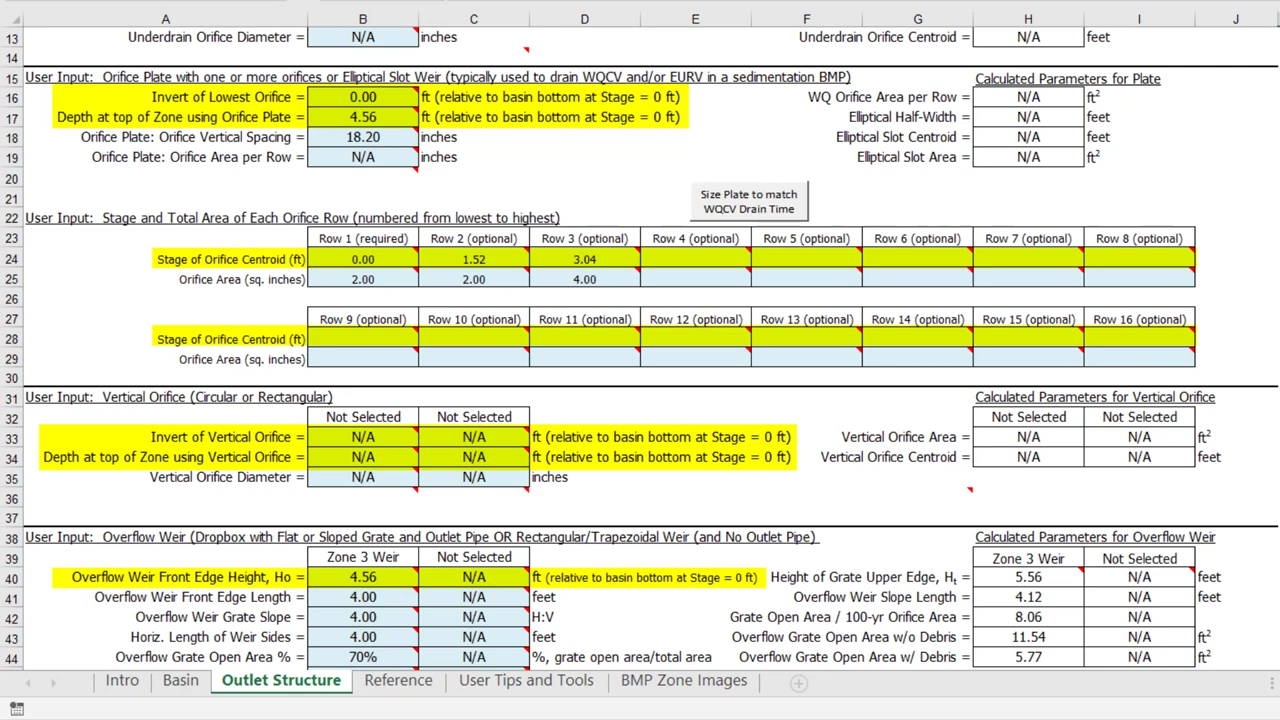 A B C D E F G H I J
13 Underdrain Orifice Diameter = N/A inches Underdrain Orifice Centroid = N/A feet
14
15 User Input: Orifice Plate with one or more orifices or Elliptical Slot Weir (typically used to drain WQCV and/or EURV in a sedimentation BMP) Calculated Parameters for Plate
16 Invert of Lowest Orifice = 0.00 ft (relative to basin bottom at Stage = 0 ft) WQ Orifice Area per Row = N/A ft²
17 Depth at top of Zone using Orifice Plate = 4.56 ft (relative to basin bottom at Stage = 0 ft) Elliptical Half-Width = N/A feet
18 Orifice Plate: Orifice Vertical Spacing = 18.20 inches Elliptical Slot Centroid = N/A feet
19 Orifice Plate: Orifice Area per Row = N/A inches Elliptical Slot Area = N/A ft²
20
Size Plate to match
21
WQCV Drain Time
22 User Input: Stage and Total Area of Each Orifice Row (numbered from lowest to highest)
23 Row 1 (required) Row 2 (optional) Row 3 (optional) Row 4 (optional) Row 5 (optional) Row 6 (optional) Row 7 (optional) Row 8 (optional)
24 Stage of Orifice Centroid (ft) 0.00 1.52 3.04
25 Orifice Area (sq. inches) 2.00 2.00 4.00
26
27 Row 9 (optional) Row 10 (optional) Row 11 (optional) Row 12 (optional) Row 13 (optional) Row 14 (optional) Row 15 (optional) Row 16 (optional)
28 Stage of Orifice Centroid (ft)
29 Orifice Area (sq. inches)
30
31 User Input: Vertical Orifice (Circular or Rectangular) Calculated Parameters for Vertical Orifice
32 Not Selected Not Selected Not Selected Not Selected
33 Invert of Vertical Orifice = N/A N/A ft (relative to basin bottom at Stage = 0 ft) Vertical Orifice Area = N/A N/A ft²
34 Depth at top of Zone using Vertical Orifice = N/A N/A ft (relative to basin bottom at Stage = 0 ft) Vertical Orifice Centroid = N/A N/A feet
35 Vertical Orifice Diameter = N/A N/A inches
36
37
38 User Input: Overflow Weir (Dropbox with Flat or Sloped Grate and Outlet Pipe OR Rectangular/Trapezoidal Weir (and No Outlet Pipe) Calculated Parameters for Overflow Weir
39 Zone 3 Weir Not Selected Zone 3 Weir Not Selected
40 Overflow Weir Front Edge Height, Ho = 4.56 N/A ft (relative to basin bottom at Stage = 0 ft) Height of Grate Upper Edge, Ht = 5.56 N/A feet
41 Overflow Weir Front Edge Length = 4.00 N/A feet Overflow Weir Slope Length = 4.12 N/A feet
42 Overflow Weir Grate Slope = 4.00 N/A H:V Grate Open Area / 100-yr Orifice Area = 8.06 N/A
43 Horiz. Length of Weir Sides = 4.00 N/A feet Overflow Grate Open Area w/o Debris = 11.54 N/A ft²
44 Overflow Grate Open Area % = 70% N/A %, grate open area/total area Overflow Grate Open Area w/ Debris = 5.77 N/A ft²
Intro Basin Outlet Structure Reference User Tips and Tools BMP Zone Images